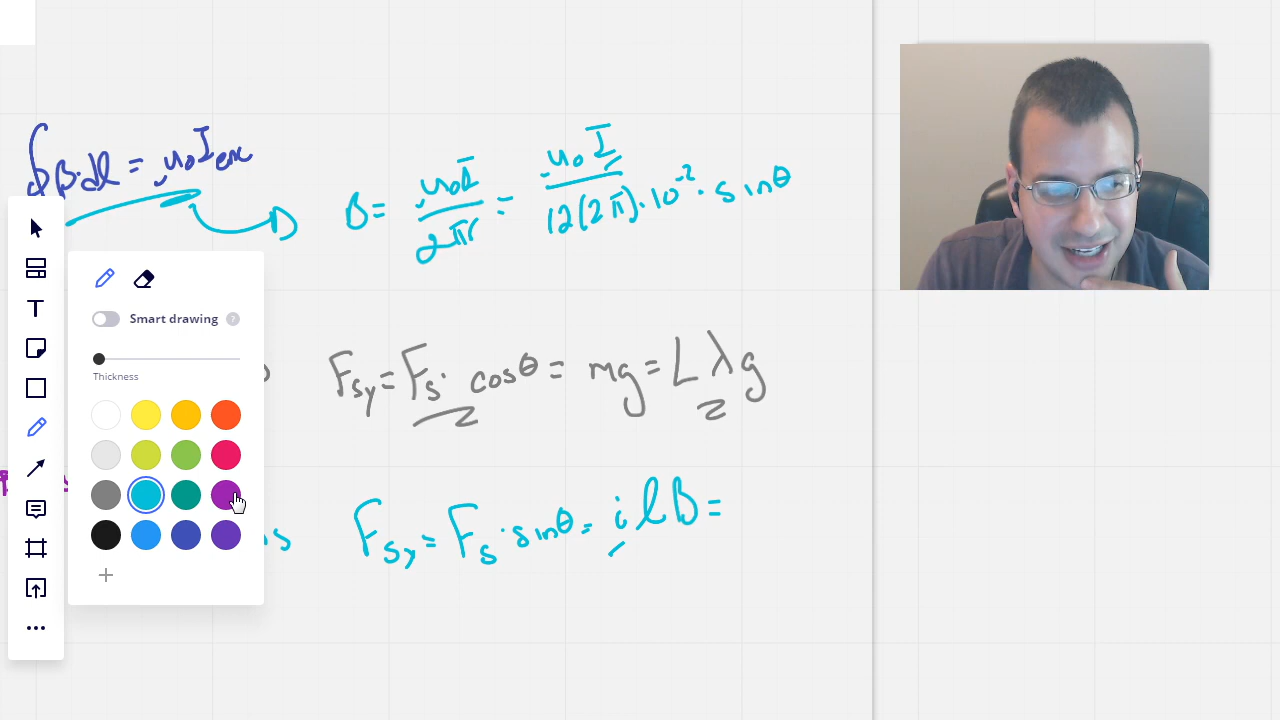 ∮B·dl = μ₀I_enc
B = μ₀I / 2πr = μ₀I / 12(2π)·10⁻²·sinθ
Smart drawing ?
Thickness
F_sy = F_s· cosθ = mg = Lλg
F_sy = F_s·sinθ = ilB =